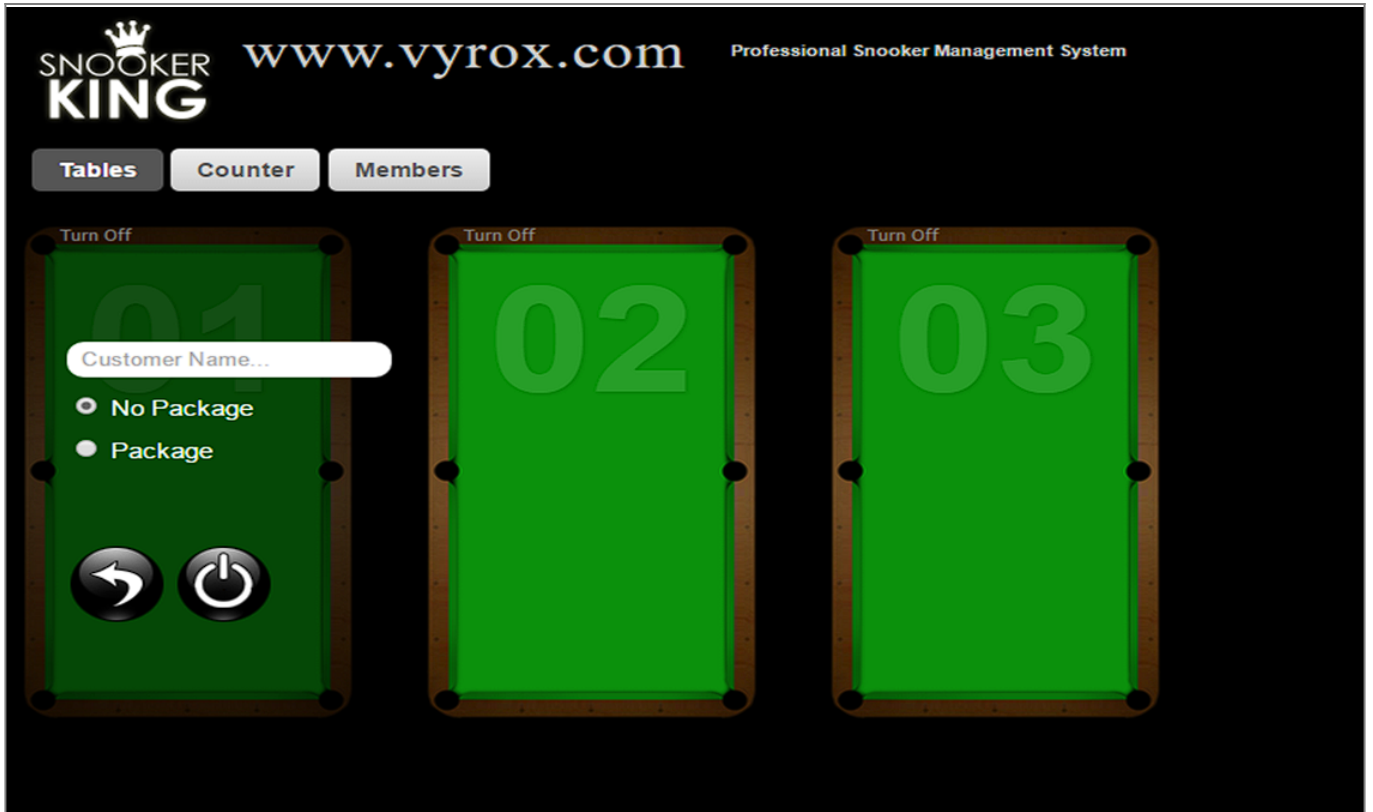 SNOOKER
KING
www.vyrox.com
Professional Snooker Management System
Tables
Counter
Members
Turn Off
01
Customer Name...
No Package
Package
Turn Off
02
Turn Off
03